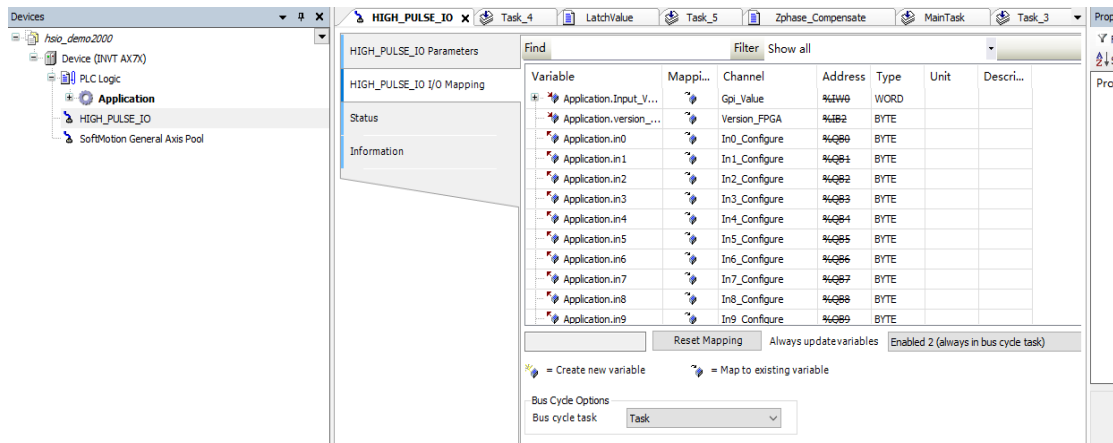 Devices
hsio_demo2000
Device (INVT AX7X)
PLC Logic
Application
HIGH_PULSE_IO
SoftMotion General Axis Pool
HIGH_PULSE_IO Task_4 LatchValue Task_5 Zphase_Compensate MainTask Task_3
HIGH_PULSE_IO Parameters
HIGH_PULSE_IO I/O Mapping
Status
Information
Find Filter Show all
Variable Mappi... Channel Address Type Unit Descri...
Application.Input_V... Gpi_Value %IW0 WORD
Application.version_... Version_FPGA %IB2 BYTE
Application.in0 In0_Configure %QB0 BYTE
Application.in1 In1_Configure %QB1 BYTE
Application.in2 In2_Configure %QB2 BYTE
Application.in3 In3_Configure %QB3 BYTE
Application.in4 In4_Configure %QB4 BYTE
Application.in5 In5_Configure %QB5 BYTE
Application.in6 In6_Configure %QB6 BYTE
Application.in7 In7_Configure %QB7 BYTE
Application.in8 In8_Configure %QB8 BYTE
Application.in9 In9_Configure %QB9 BYTE
Reset Mapping Always update variables Enabled 2 (always in bus cycle task)
= Create new variable = Map to existing variable
Bus Cycle Options
Bus cycle task Task
Prop
Pro